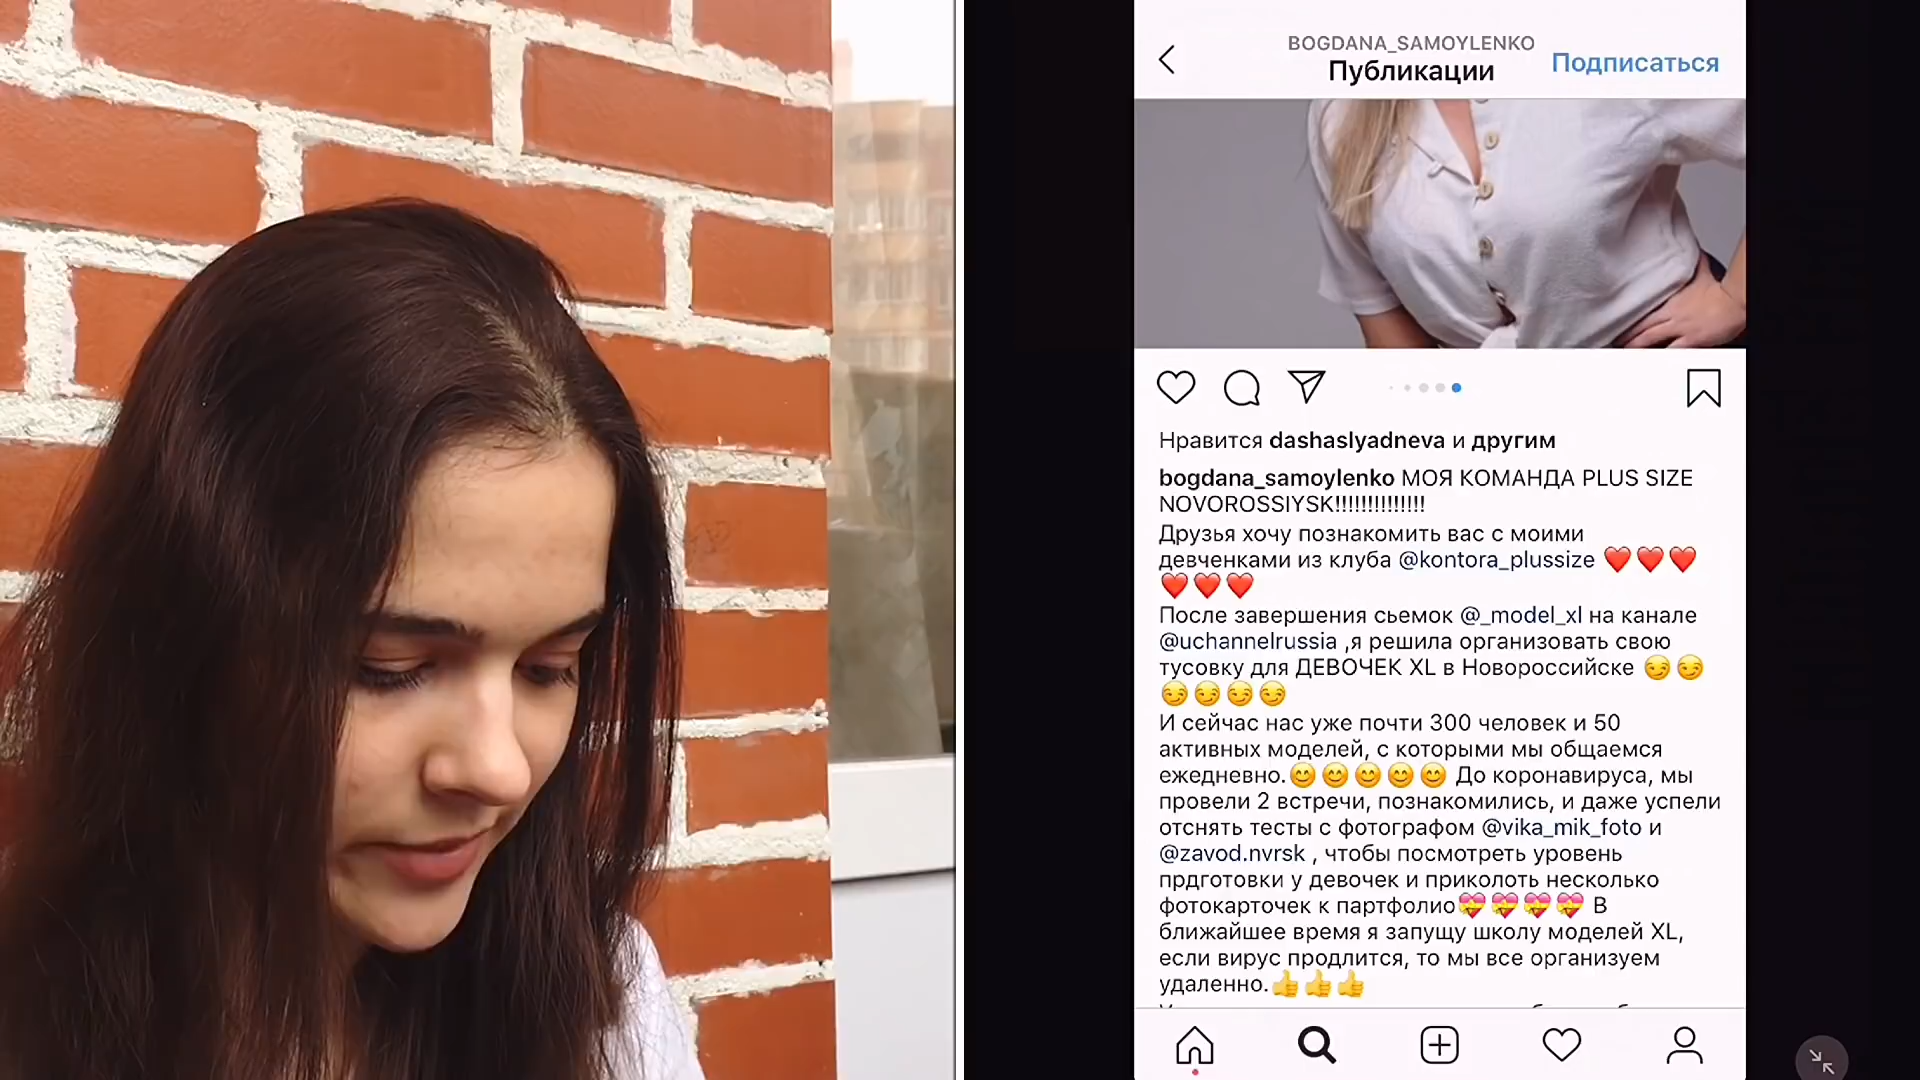 BOGDANA_SAMOYLENKO
Публикации
Подписаться
Нравится dashaslyadneva и другим
bogdana_samoylenko МОЯ КОМАНДА PLUS SIZE
NOVOROSSIYSK!!!!!!!!!!!!!!
Друзья хочу познакомить вас с моими
девченками из клуба @kontora_plussize ❤️❤️❤️
❤️❤️❤️
После завершения сьемок @_model_xl на канале
@uchannelrussia ,я решила организовать свою
тусовку для ДЕВОЧЕК XL в Новороссийске 😏😏
😏😏😏😏
И сейчас нас уже почти 300 человек и 50
активных моделей, с которыми мы общаемся
ежедневно.😊😊😊😊😊 До коронавируса, мы
провели 2 встречи, познакомились, и даже успели
отснять тесты с фотографом @vika_mik_foto и
@zavod.nvrsk , чтобы посмотреть уровень
прдготовки у девочек и приколоть несколько
фотокарточек к партфолио💝💝💝💝 В
ближайшее время я запущу школу моделей XL,
если вирус продлится, то мы все организуем
удаленно.👍👍👍